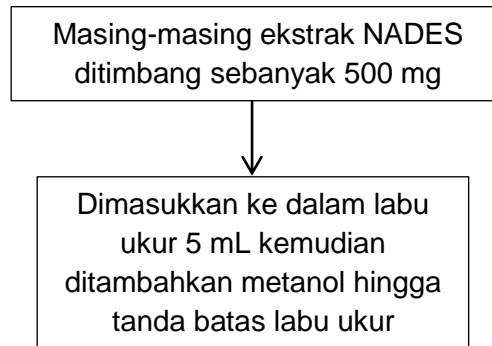 Masing-masing ekstrak NADES
ditimbang sebanyak 500 mg
Dimasukkan ke dalam labu
ukur 5 mL kemudian
ditambahkan metanol hingga
tanda batas labu ukur